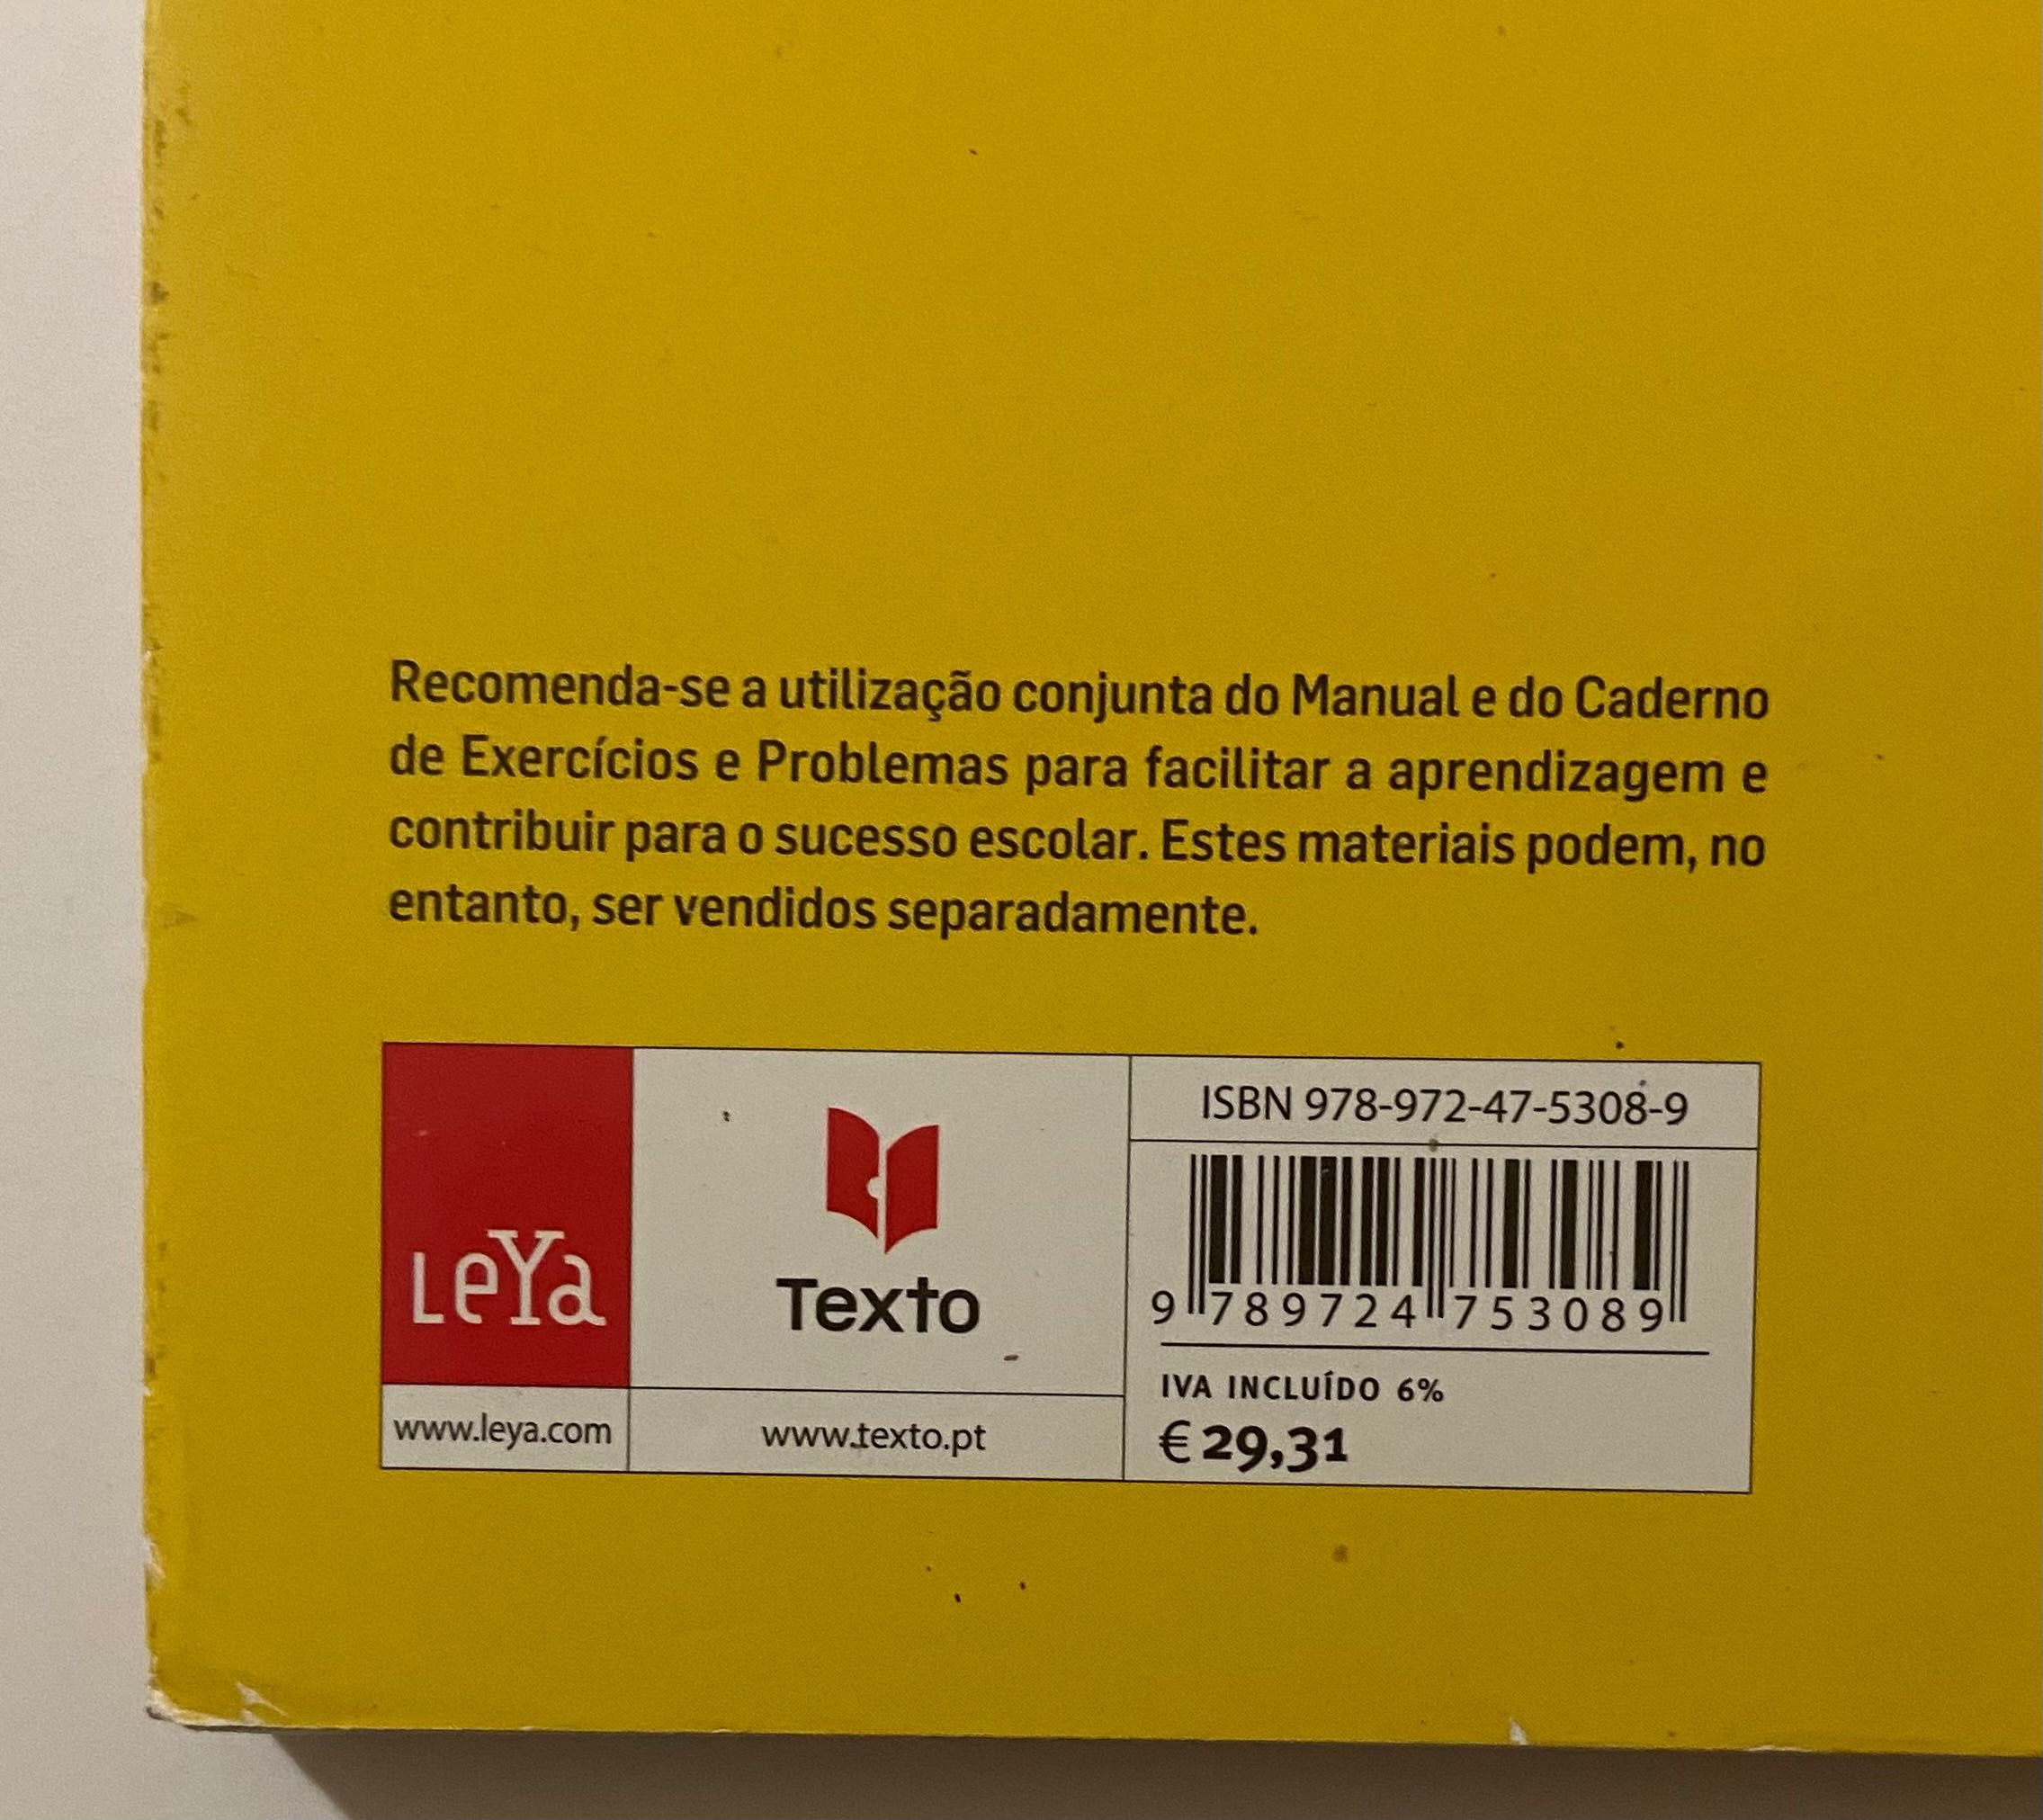 Recomenda-se a utilização conjunta do Manual e do Caderno
de Exercícios e Problemas para facilitar a aprendizagem e
contribuir para o sucesso escolar. Estes materiais podem, no
entanto, ser vendidos separadamente.
LeYa
www.leya.com
Texto
www.texto.pt
ISBN 978-972-47-5308-9
9 789724 753089
IVA INCLUÍDO 6%
€ 29,31